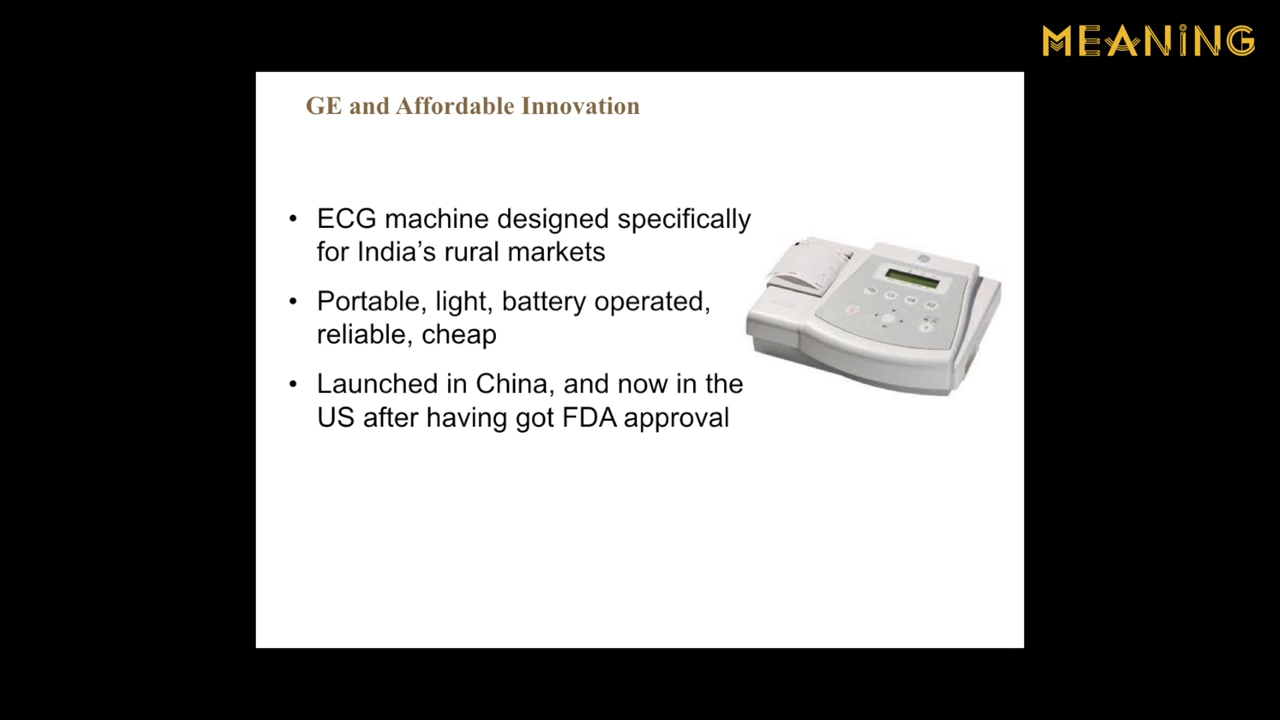 MEANING
GE and Affordable Innovation
• ECG machine designed specifically
for India’s rural markets
• Portable, light, battery operated,
reliable, cheap
• Launched in China, and now in the
US after having got FDA approval